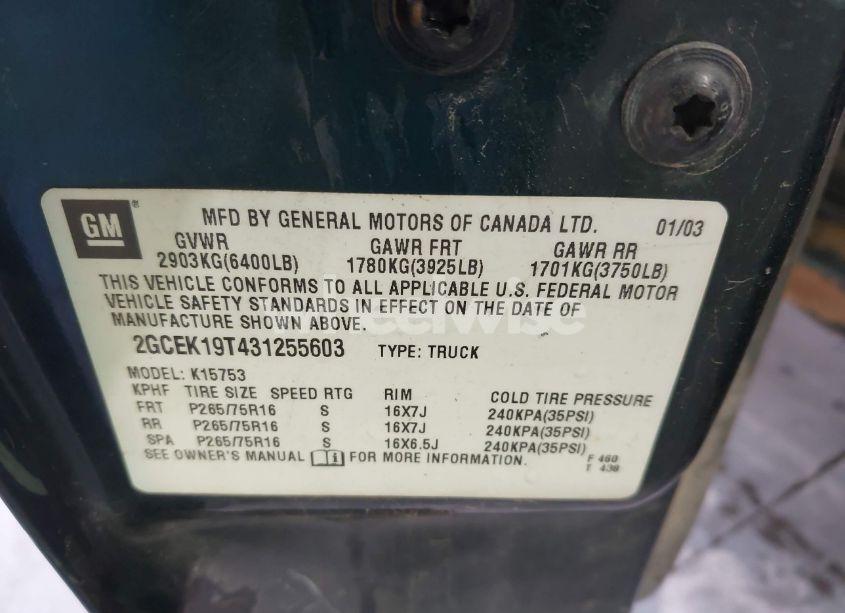 GM
MFD BY GENERAL MOTORS OF CANADA LTD. 01/03
GVWR GAWR FRT GAWR RR
2903KG(6400LB) 1780KG(3925LB) 1701KG(3750LB)
THIS VEHICLE CONFORMS TO ALL APPLICABLE U.S. FEDERAL MOTOR
VEHICLE SAFETY STANDARDS IN EFFECT ON THE DATE OF
MANUFACTURE SHOWN ABOVE.
2GCEK19T431255603 TYPE: TRUCK
MODEL: K15753
KPHF TIRE SIZE SPEED RTG RIM COLD TIRE PRESSURE
FRT P265/75R16 S 16X7J 240KPA(35PSI)
RR P265/75R16 S 16X7J 240KPA(35PSI)
SPA P265/75R16 S 16X6.5J 240KPA(35PSI)
SEE OWNER'S MANUAL FOR MORE INFORMATION.
F 460
T 438